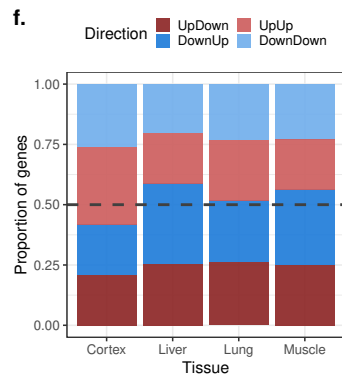 f.
Direction
UpDown
UpUp
DownUp
DownDown
Proportion of genes
1.00
0.75
0.50
0.25
0.00
Cortex
Liver
Lung
Muscle
Tissue